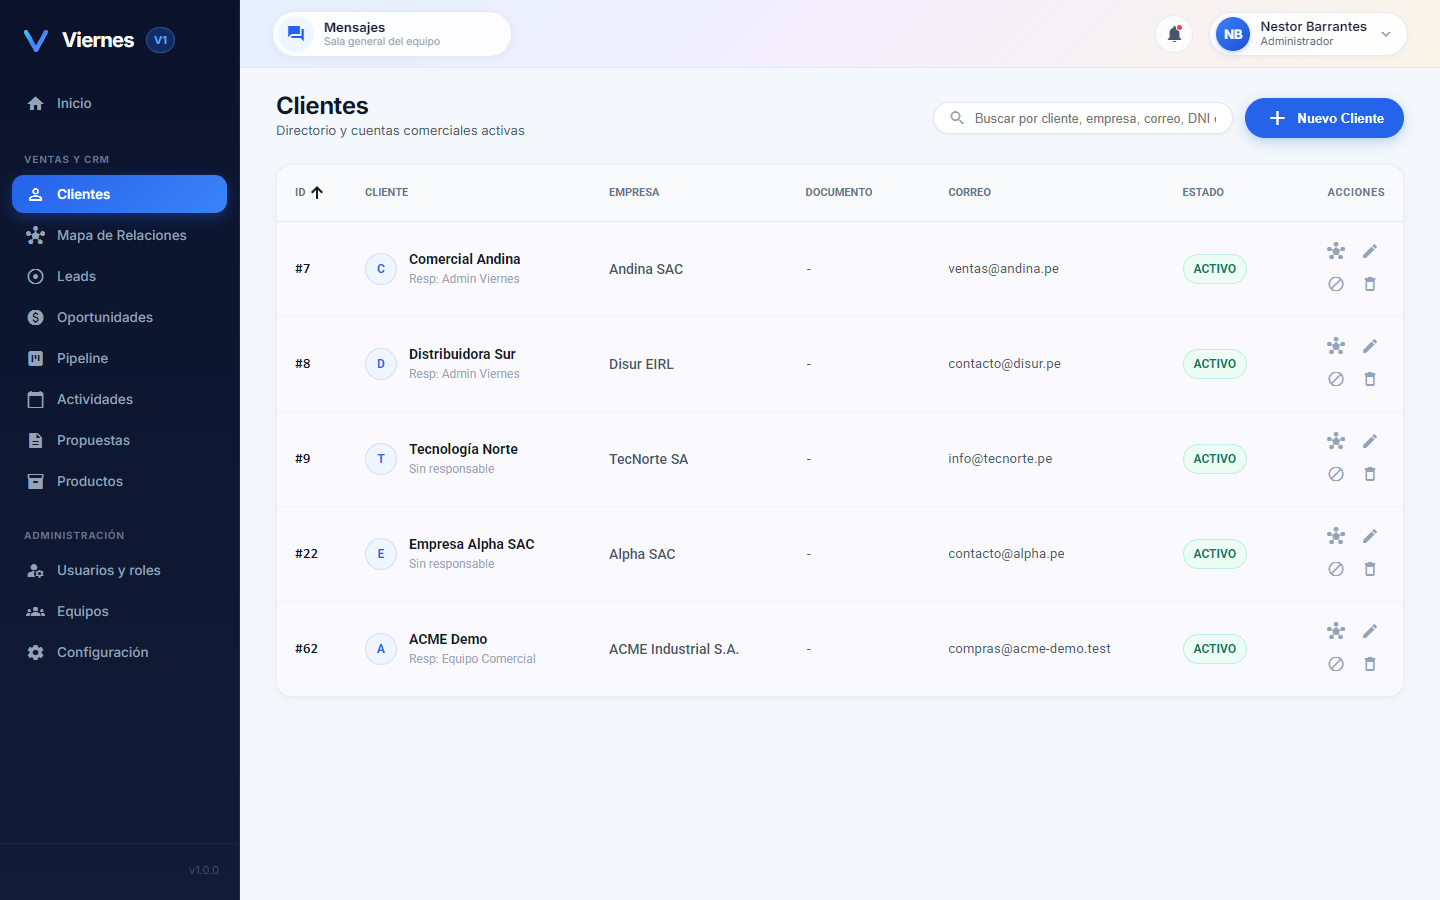 Viernes V1
Inicio
VENTAS Y CRM
Clientes
Mapa de Relaciones
Leads
Oportunidades
Pipeline
Actividades
Propuestas
Productos
ADMINISTRACIÓN
Usuarios y roles
Equipos
Configuración
v1.0.0
Mensajes
Sala general del equipo
NB
Nestor Barrantes
Administrador
Clientes
Directorio y cuentas comerciales activas
Buscar por cliente, empresa, correo, DNI
Nuevo Cliente
ID CLIENTE EMPRESA DOCUMENTO CORREO ESTADO ACCIONES
#7 C Comercial Andina Andina SAC - ventas@andina.pe ACTIVO
Resp: Admin Viernes
#8 D Distribuidora Sur Disur EIRL - contacto@disur.pe ACTIVO
Resp: Admin Viernes
#9 T Tecnología Norte TecNorte SA - info@tecnorte.pe ACTIVO
Sin responsable
#22 E Empresa Alpha SAC Alpha SAC - contacto@alpha.pe ACTIVO
Sin responsable
#62 A ACME Demo ACME Industrial S.A. - compras@acme-demo.test ACTIVO
Resp: Equipo Comercial